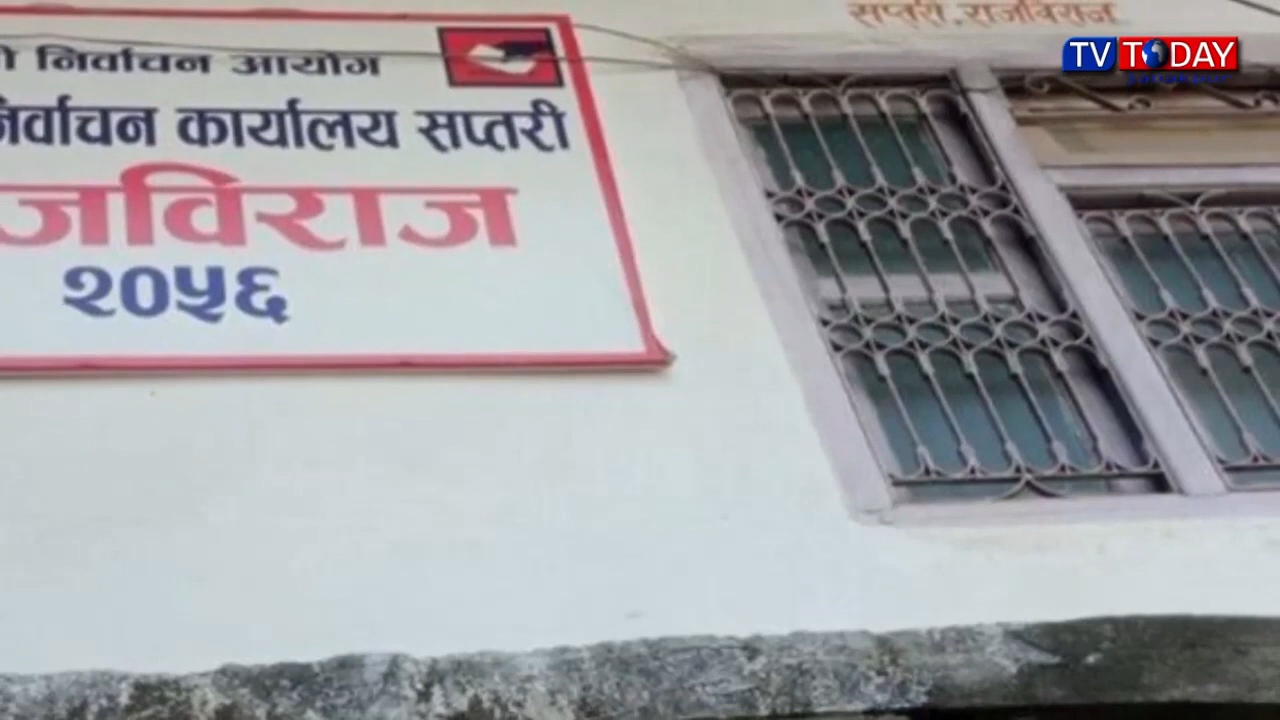 सप्तरी, राजविराज
TV TODAY
निर्वाचन आयोग
निर्वाचन कार्यालय सप्तरी
जविराज
२०५६